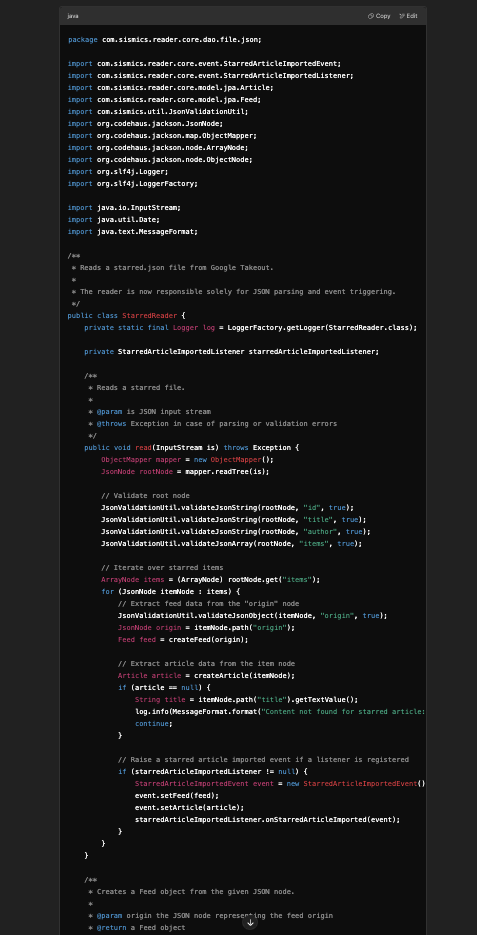 java
Copy
Edit
package com.sismics.reader.core.dao.file.json;
import com.sismics.reader.core.event.StarredArticleImportedEvent;
import com.sismics.reader.core.event.StarredArticleImportedListener;
import com.sismics.reader.core.model.jpa.Article;
import com.sismics.reader.core.model.jpa.Feed;
import com.sismics.util.JsonValidationUtil;
import org.codehaus.jackson.JsonNode;
import org.codehaus.jackson.map.ObjectMapper;
import org.codehaus.jackson.node.ArrayNode;
import org.codehaus.jackson.node.ObjectNode;
import org.slf4j.Logger;
import org.slf4j.LoggerFactory;
import java.io.InputStream;
import java.util.Date;
import java.text.MessageFormat;
/**
 * Reads a starred.json file from Google Takeout.
 *
 * The reader is now responsible solely for JSON parsing and event triggering.
 */
public class StarredReader {
    private static final Logger log = LoggerFactory.getLogger(StarredReader.class);
    private StarredArticleImportedListener starredArticleImportedListener;
    /**
     * Reads a starred file.
     *
     * @param is JSON input stream
     * @throws Exception in case of parsing or validation errors
     */
    public void read(InputStream is) throws Exception {
        ObjectMapper mapper = new ObjectMapper();
        JsonNode rootNode = mapper.readTree(is);
        // Validate root node
        JsonValidationUtil.validateJsonString(rootNode, "id", true);
        JsonValidationUtil.validateJsonString(rootNode, "title", true);
        JsonValidationUtil.validateJsonString(rootNode, "author", true);
        JsonValidationUtil.validateJsonArray(rootNode, "items", true);
        // Iterate over starred items
        ArrayNode items = (ArrayNode) rootNode.get("items");
        for (JsonNode itemNode : items) {
            // Extract feed data from the "origin" node
            JsonValidationUtil.validateJsonObject(itemNode, "origin", true);
            JsonNode origin = itemNode.path("origin");
            Feed feed = createFeed(origin);
            // Extract article data from the item node
            Article article = createArticle(itemNode);
            if (article == null) {
                String title = itemNode.path("title").getTextValue();
                log.info(MessageFormat.format("Content not found for starred article:
                continue;
            }
            // Raise a starred article imported event if a listener is registered
            if (starredArticleImportedListener != null) {
                StarredArticleImportedEvent event = new StarredArticleImportedEvent()
                event.setFeed(feed);
                event.setArticle(article);
                starredArticleImportedListener.onStarredArticleImported(event);
            }
        }
    }
    /**
     * Creates a Feed object from the given JSON node.
     *
     * @param origin the JSON node representing the feed origin
     * @return a Feed object